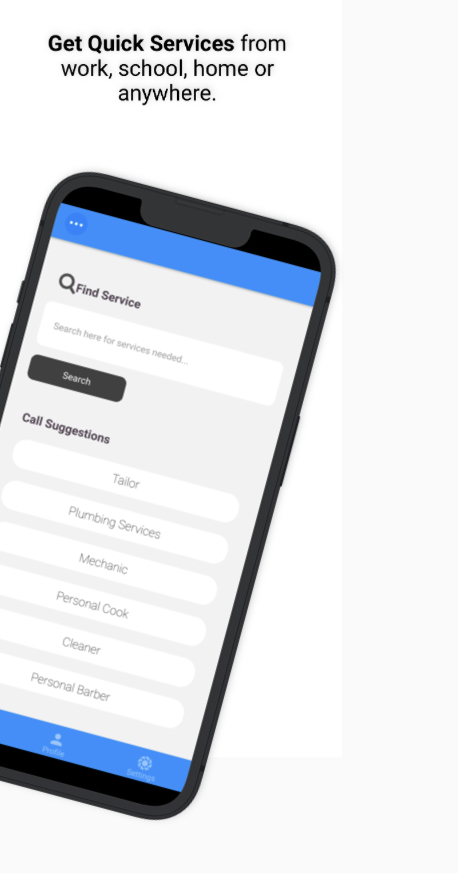 Get Quick Services from
work, school, home or
anywhere.
Find Service
Search here for services needed...
Search
Call Suggestions
Tailor
Plumbing Services
Mechanic
Personal Cook
Cleaner
Personal Barber
Profile
Settings